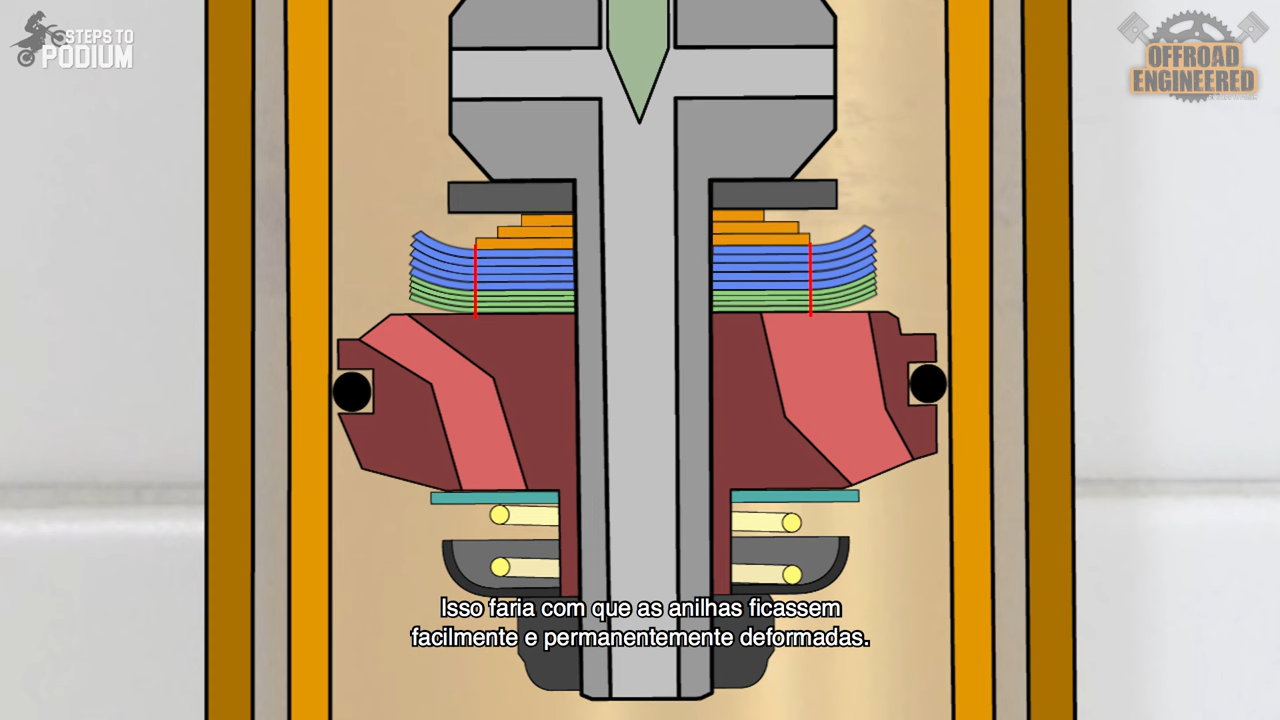 STEPS TO
PODIUM
OFFROAD
ENGINEERED
Isso faria com que as anilhas ficassem
facilmente e permanentemente deformadas.